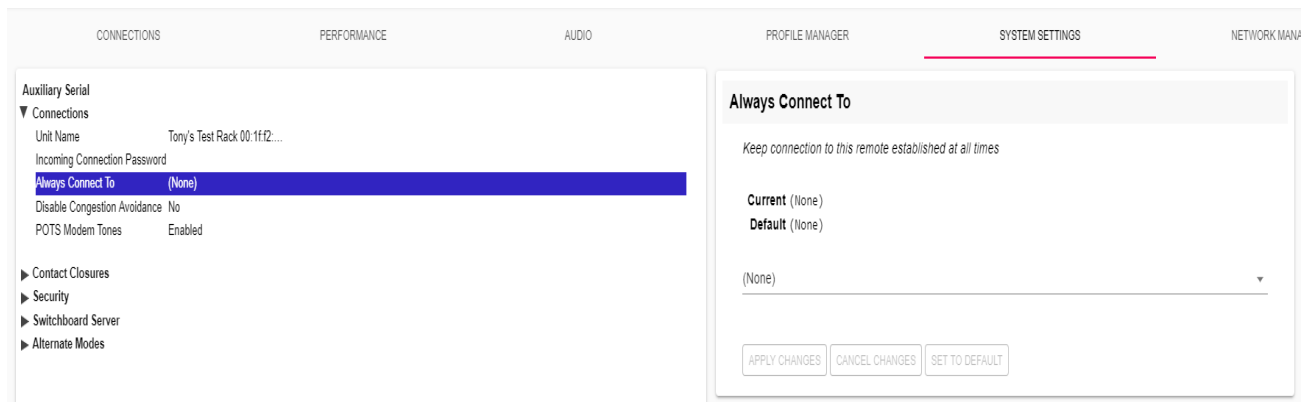 CONNECTIONS PERFORMANCE AUDIO PROFILE MANAGER SYSTEM SETTINGS NETWORK MANA
Auxiliary Serial
Connections
Unit Name Tony's Test Rack 00:1f:f2:...
Incoming Connection Password
Always Connect To (None)
Disable Congestion Avoidance No
POTS Modem Tones Enabled
Contact Closures
Security
Switchboard Server
Alternate Modes
Always Connect To
Keep connection to this remote established at all times
Current (None)
Default (None)
(None)
APPLY CHANGES CANCEL CHANGES SET TO DEFAULT